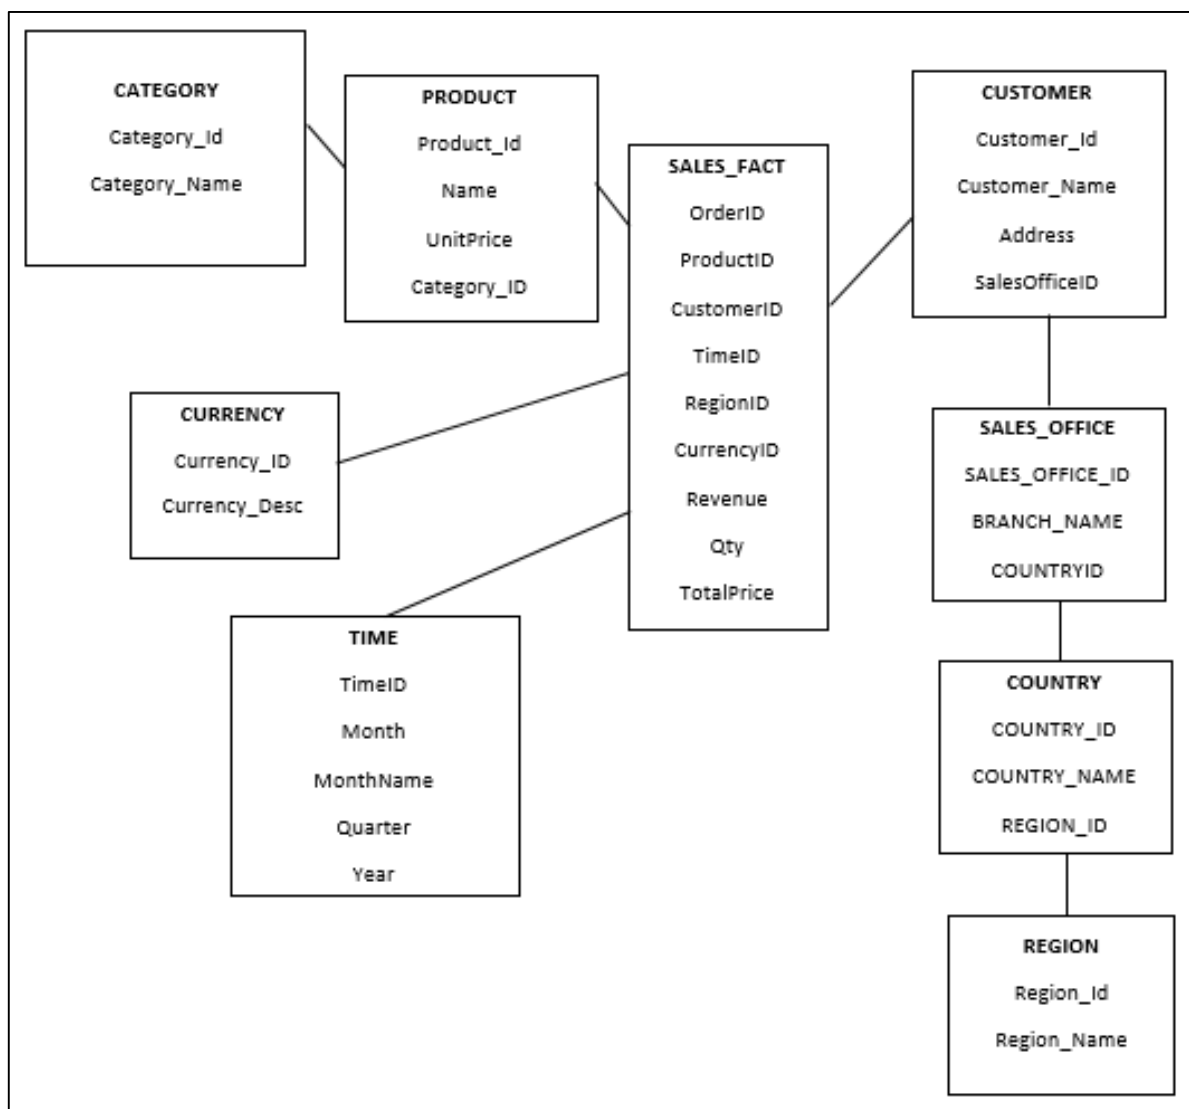 CATEGORY
Category_Id
Category_Name
PRODUCT
Product_Id
Name
UnitPrice
Category_ID
SALES_FACT
OrderID
ProductID
CustomerID
TimeID
RegionID
CurrencyID
Revenue
Qty
TotalPrice
CUSTOMER
Customer_Id
Customer_Name
Address
SalesOfficeID
CURRENCY
Currency_ID
Currency_Desc
SALES_OFFICE
SALES_OFFICE_ID
BRANCH_NAME
COUNTRYID
TIME
TimeID
Month
MonthName
Quarter
Year
COUNTRY
COUNTRY_ID
COUNTRY_NAME
REGION_ID
REGION
Region_Id
Region_Name